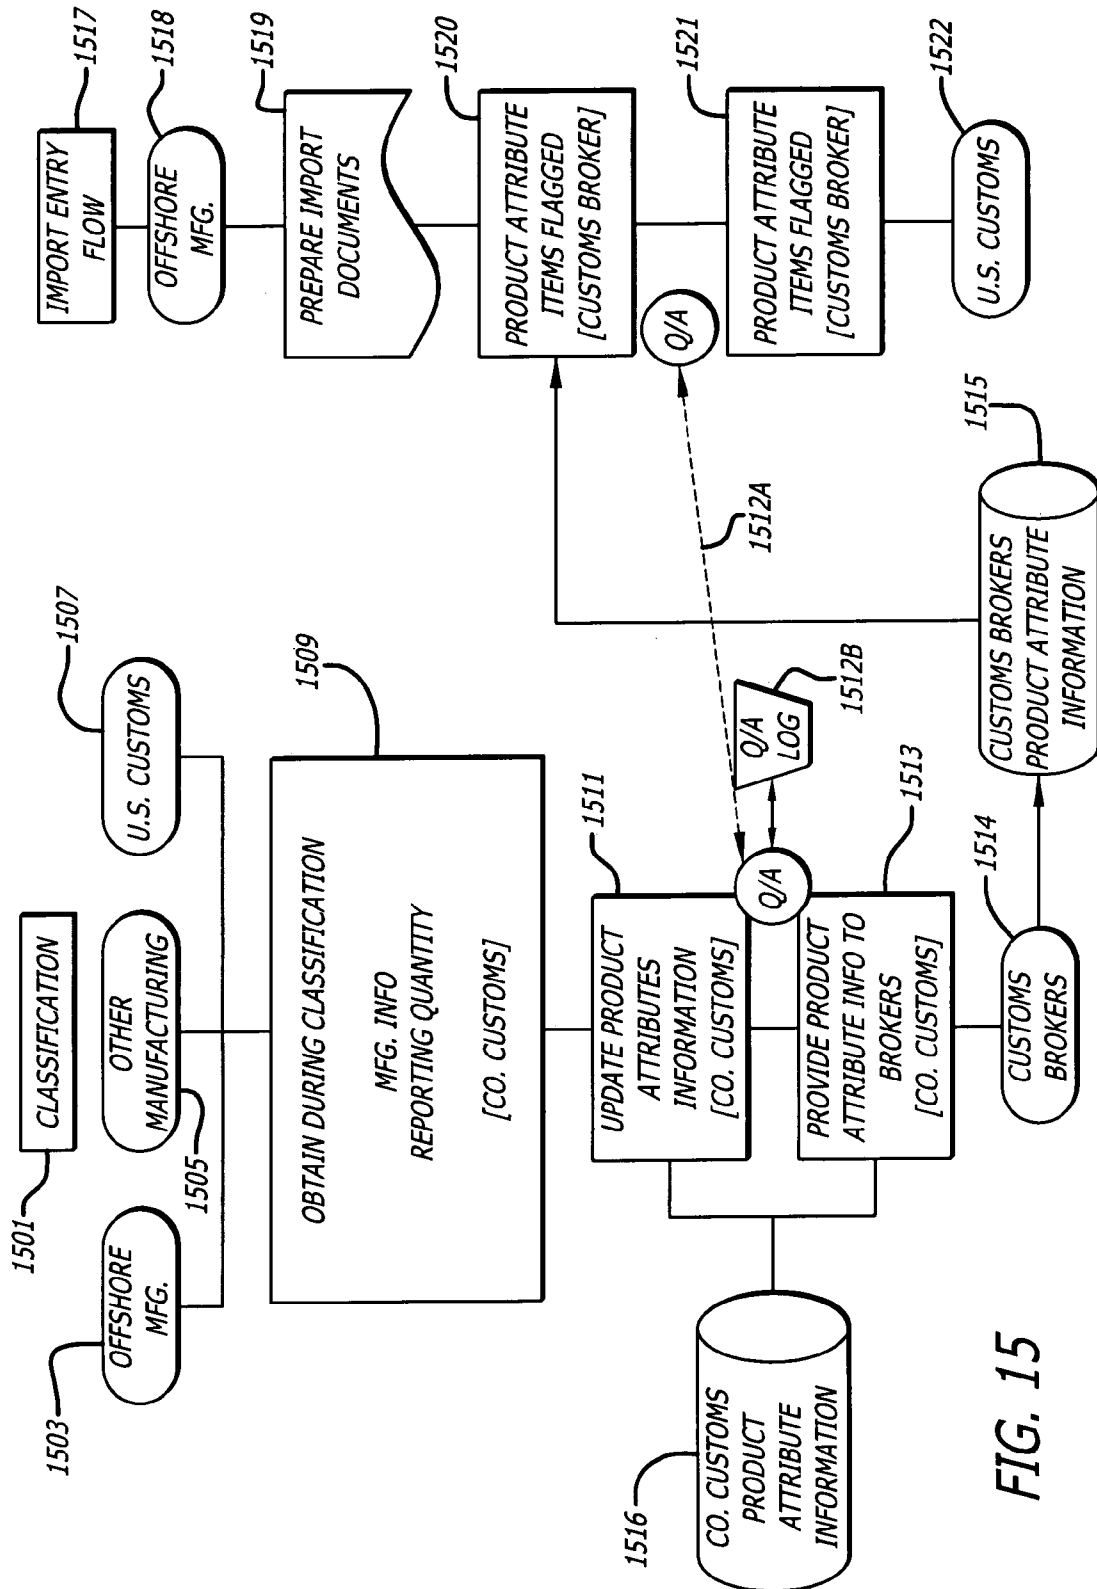 CLASSIFICATION
1501
OFFSHORE
MFG.
1503
OTHER
MANUFACTURING
1505
U.S. CUSTOMS
1507
OBTAIN DURING CLASSIFICATION
MFG. INFO
REPORTING QUANTITY
[CO. CUSTOMS]
1509
UPDATE PRODUCT
ATTRIBUTES
INFORMATION
[CO. CUSTOMS]
1511
Q/A
Q/A
LOG
1512B
1512A
PROVIDE PRODUCT
ATTRIBUTE INFO TO
BROKERS
[CO. CUSTOMS]
1513
CUSTOMS
BROKERS
1514
CUSTOMS BROKERS
PRODUCT ATTRIBUTE
INFORMATION
1515
CO. CUSTOMS
PRODUCT
ATTRIBUTE
INFORMATION
1516
IMPORT ENTRY
FLOW
1517
OFFSHORE
MFG.
1518
PREPARE IMPORT
DOCUMENTS
1519
PRODUCT ATTRIBUTE
ITEMS FLAGGED
[CUSTOMS BROKER]
1520
Q/A
PRODUCT ATTRIBUTE
ITEMS FLAGGED
[CUSTOMS BROKER]
1521
U.S. CUSTOMS
1522
FIG. 15